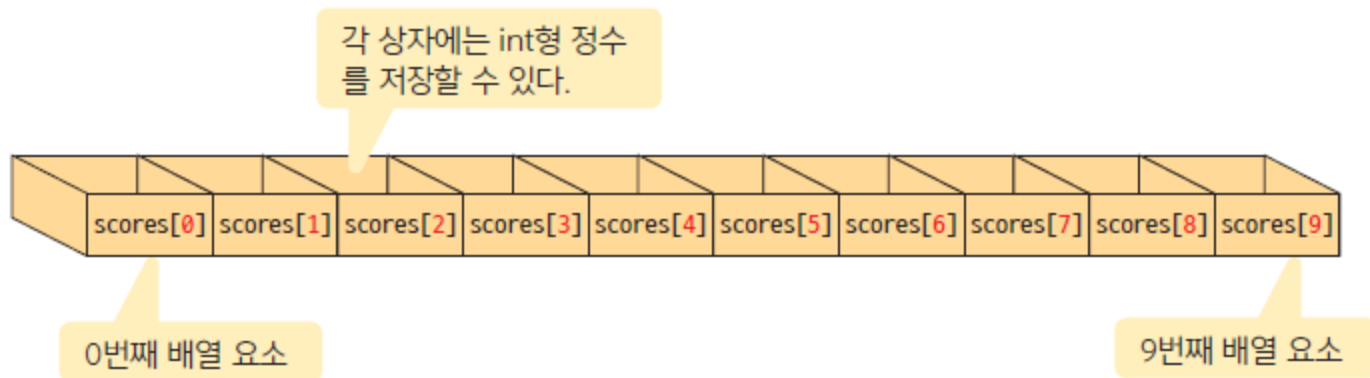 각 상자에는 int형 정수
를 저장할 수 있다.
scores[0] scores[1] scores[2] scores[3] scores[4] scores[5] scores[6] scores[7] scores[8] scores[9]
0번째 배열 요소
9번째 배열 요소